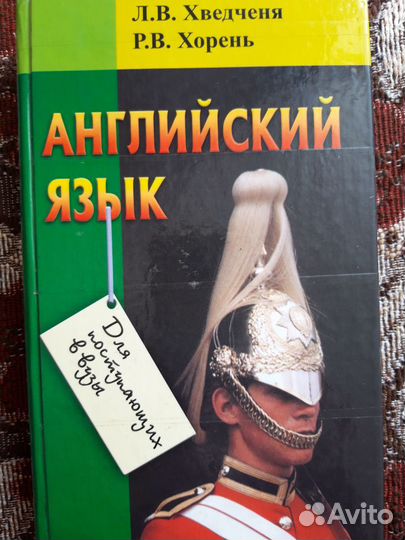 Л.В. Хведченя
Р.В. Хорень
АНГЛИЙСКИЙ
ЯЗЫК
Для
поступающих
в вузы
Avito